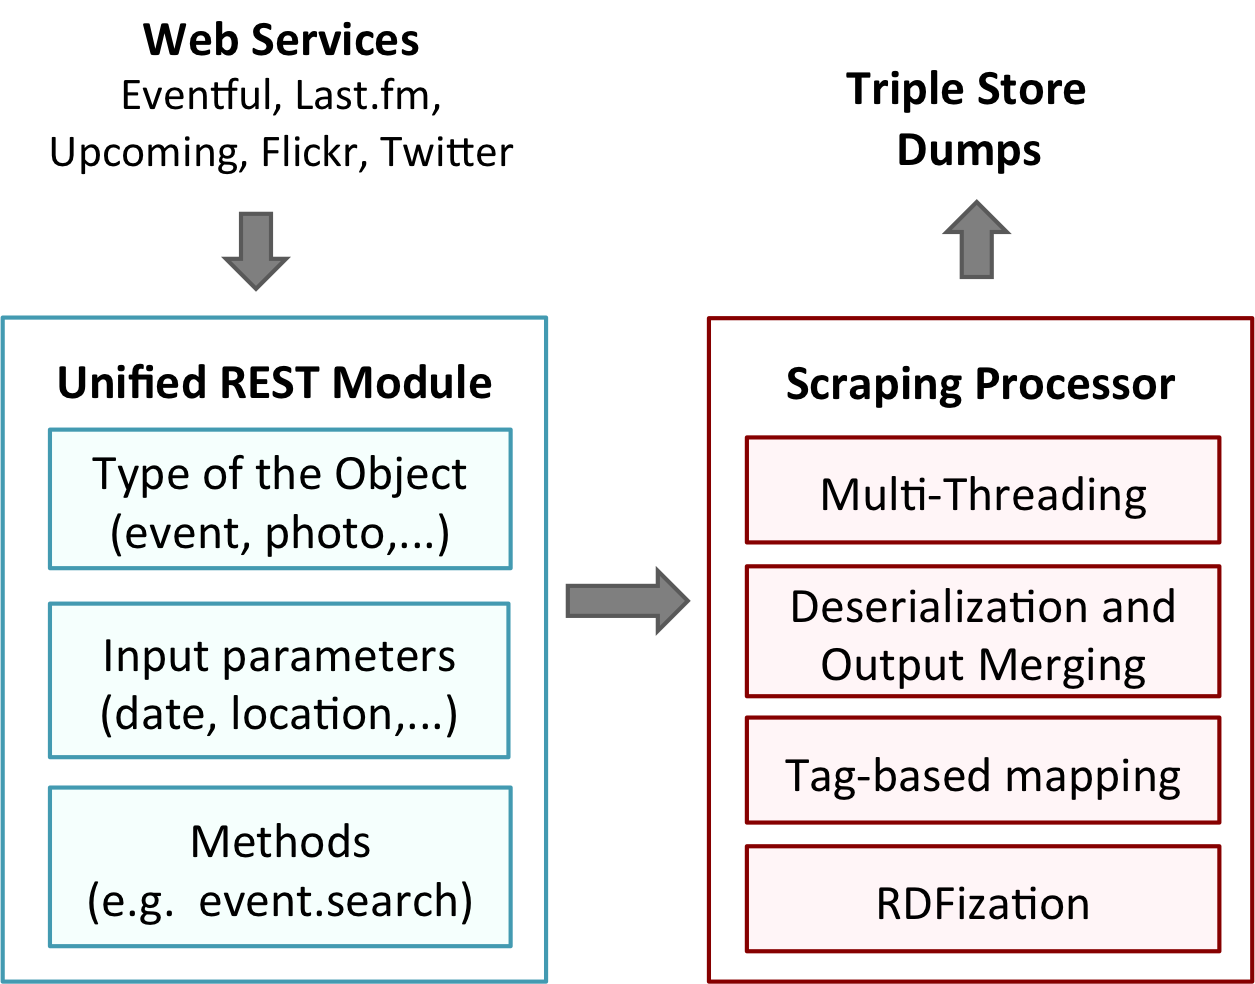 Web Services
Eventful, Last.fm,
Upcoming, Flickr, Twitter
Unified REST Module
Type of the Object
(event, photo,...)
Input parameters
(date, location,...)
Methods
(e.g.  event.search)
Triple Store
Dumps
Scraping Processor
Multi-Threading
Deserialization and
Output Merging
Tag-based mapping
RDFization